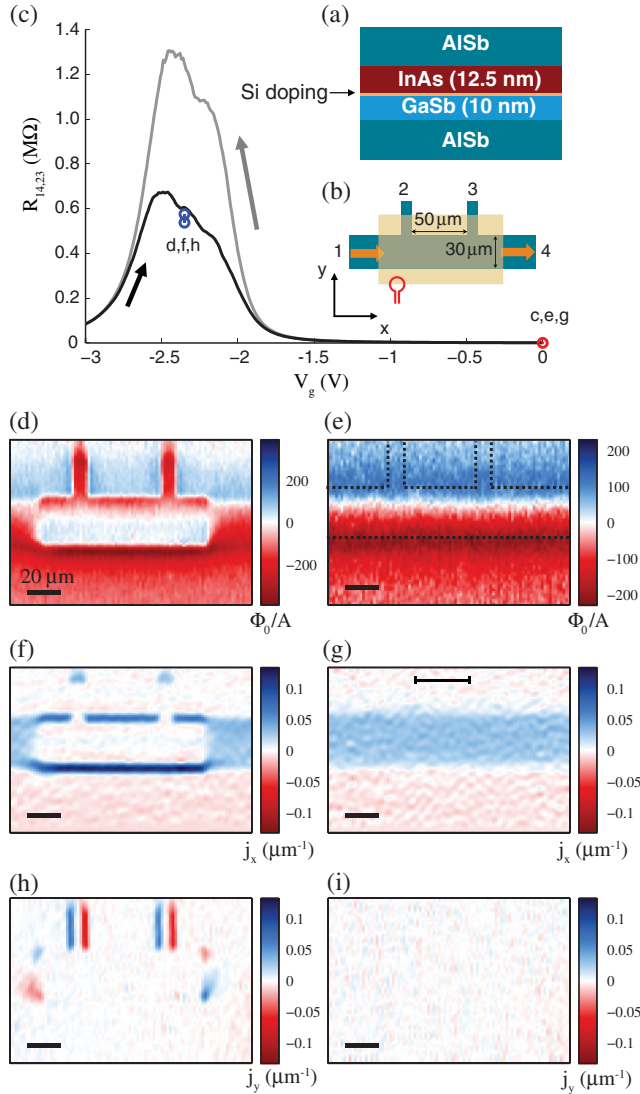 (c)
(a)
1.4
1.2
1
0.8
0.6
0.4
0.2
0
R14,23 (MΩ)
d,f,h
-3
-2.5
-2
-1.5
-1
-0.5
0
Vg (V)
c,e,g
AlSb
InAs (12.5 nm)
Si doping
GaSb (10 nm)
AlSb
(b)
2
3
50 μm
1
30 μm
4
y
x
(d)
20 μm
200
0
−200
Φ0/A
(e)
200
100
0
−100
−200
Φ0/A
(f)
0.1
0.05
0
−0.05
−0.1
jx (μm-1)
(g)
0.1
0.05
0
−0.05
−0.1
jx (μm-1)
(h)
0.1
0.05
0
−0.05
−0.1
jy (μm-1)
(i)
0.1
0.05
0
−0.05
−0.1
jy (μm-1)